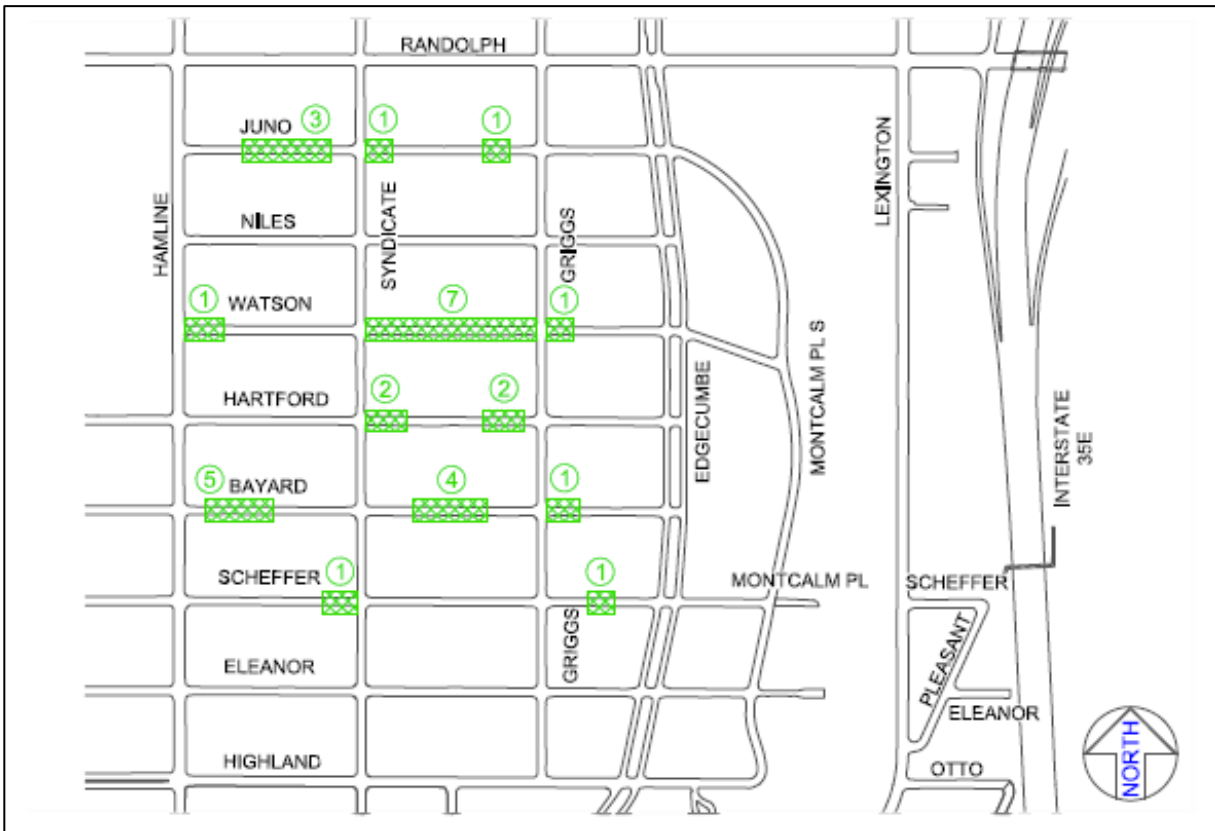 RANDOLPH
JUNO
3
1
1
LEXINGTON
HAMLINE
NILES
SYNDICATE
GRIGGS
1
WATSON
7
1
MONTCALM PL S
HARTFORD
2
2
EDGECUMBE
INTERSTATE
35E
5
BAYARD
4
1
SCHEFFER
1
1
MONTCALM PL
SCHEFFER
GRIGGS
ELEANOR
PLEASANT
ELEANOR
HIGHLAND
OTTO
NORTH